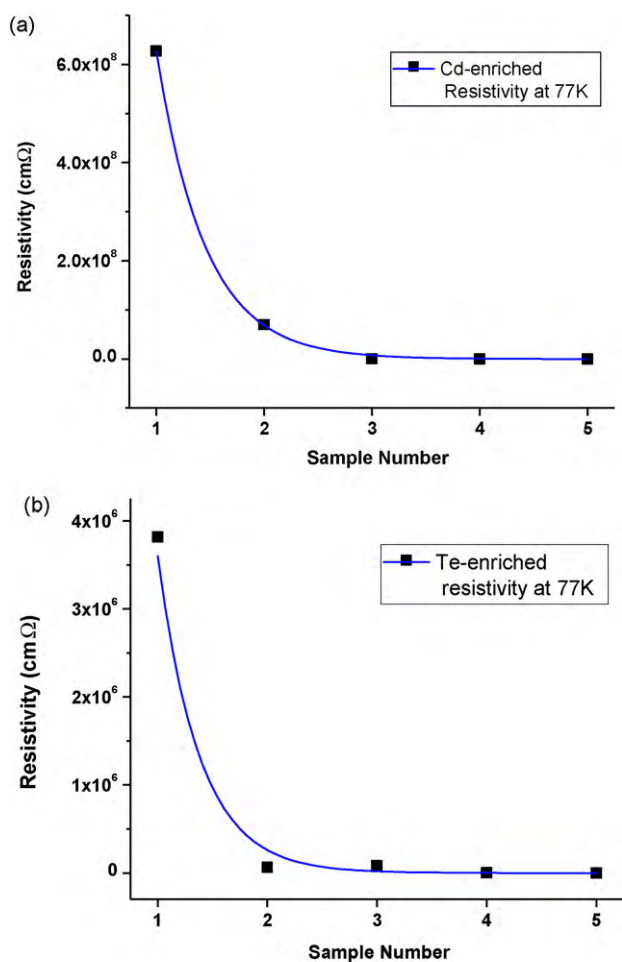 (a)
6.0x10⁸
4.0x10⁸
2.0x10⁸
0.0
Resistivity (cmΩ)
Cd-enriched
Resistivity at 77K
1 2 3 4 5
Sample Number
(b)
4x10⁶
3x10⁶
2x10⁶
1x10⁶
0
Resistivity (cmΩ)
Te-enriched
resistivity at 77K
1 2 3 4 5
Sample Number